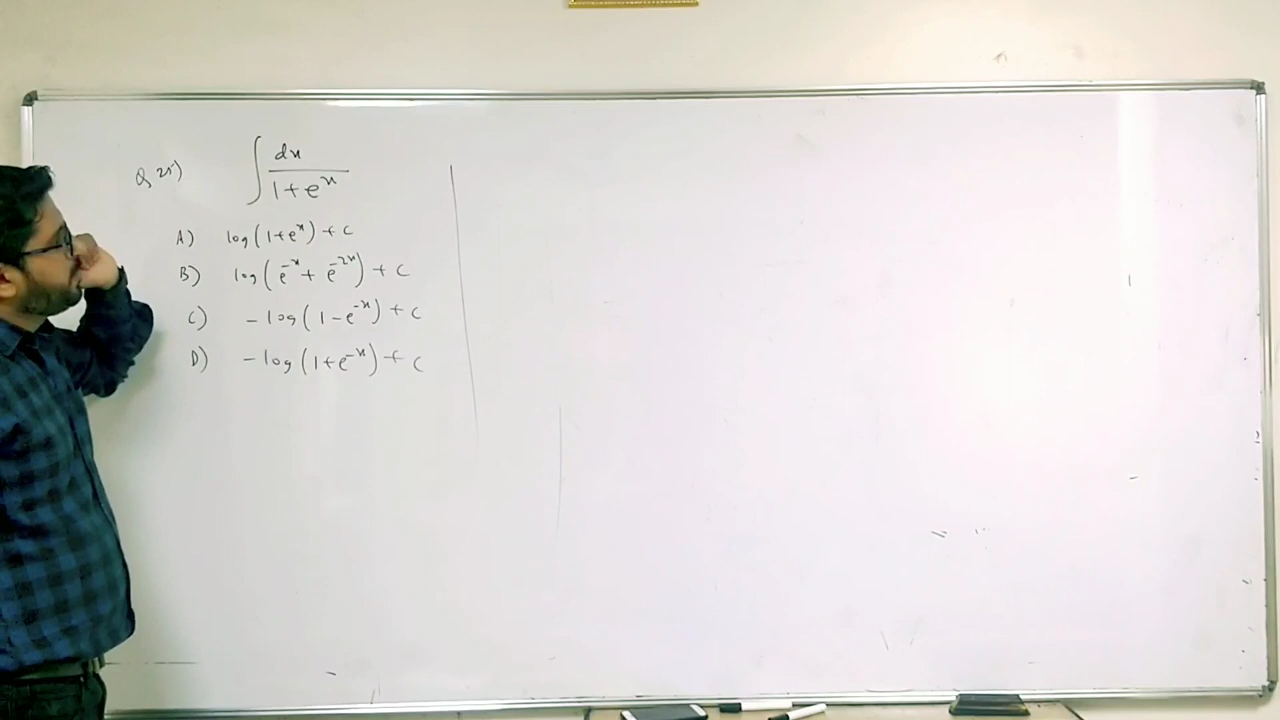 Q 25) ∫ dx / 1+e^x
A) log(1+e^x)+c
B) log(e^-x + e^-2x)+c
C) -log(1-e^-x)+c
D) -log(1+e^-x)+c